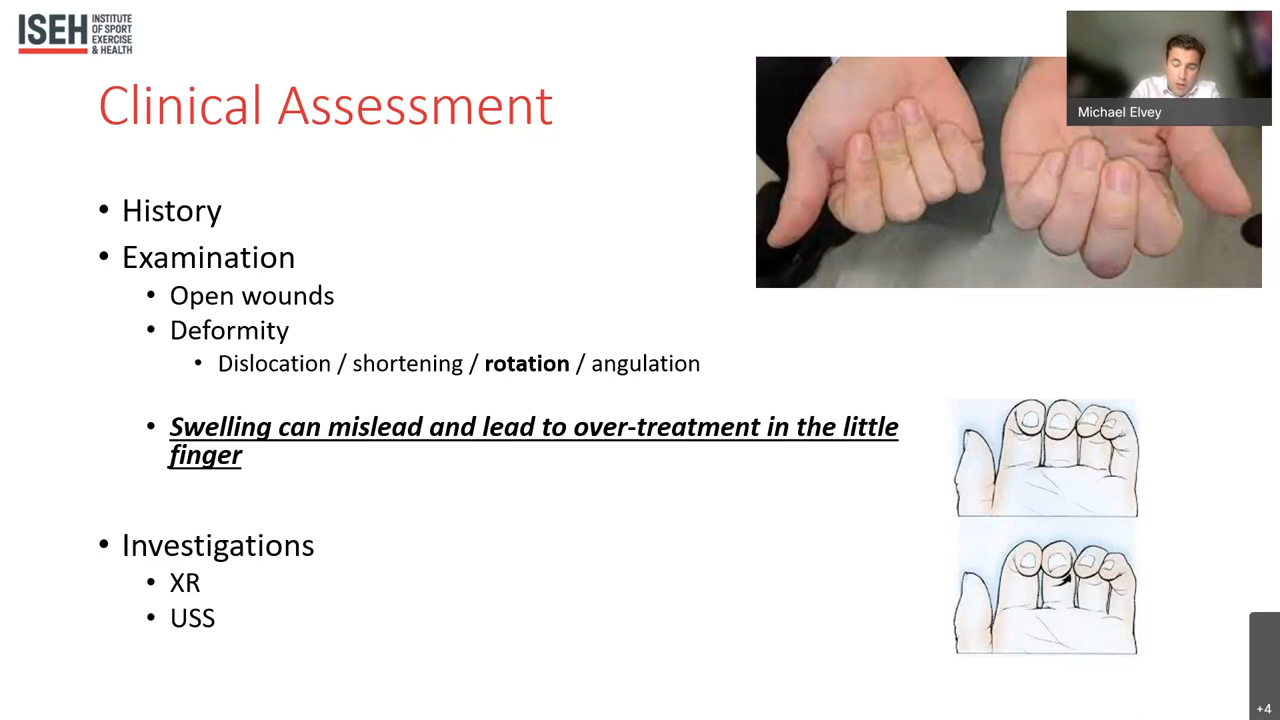 ISEH
INSTITUTE
OF SPORT
EXERCISE
& HEALTH
Clinical Assessment
Michael Elvey
• History
• Examination
• Open wounds
• Deformity
• Dislocation / shortening / rotation / angulation
• Swelling can mislead and lead to over-treatment in the little
finger
• Investigations
• XR
• USS
+4